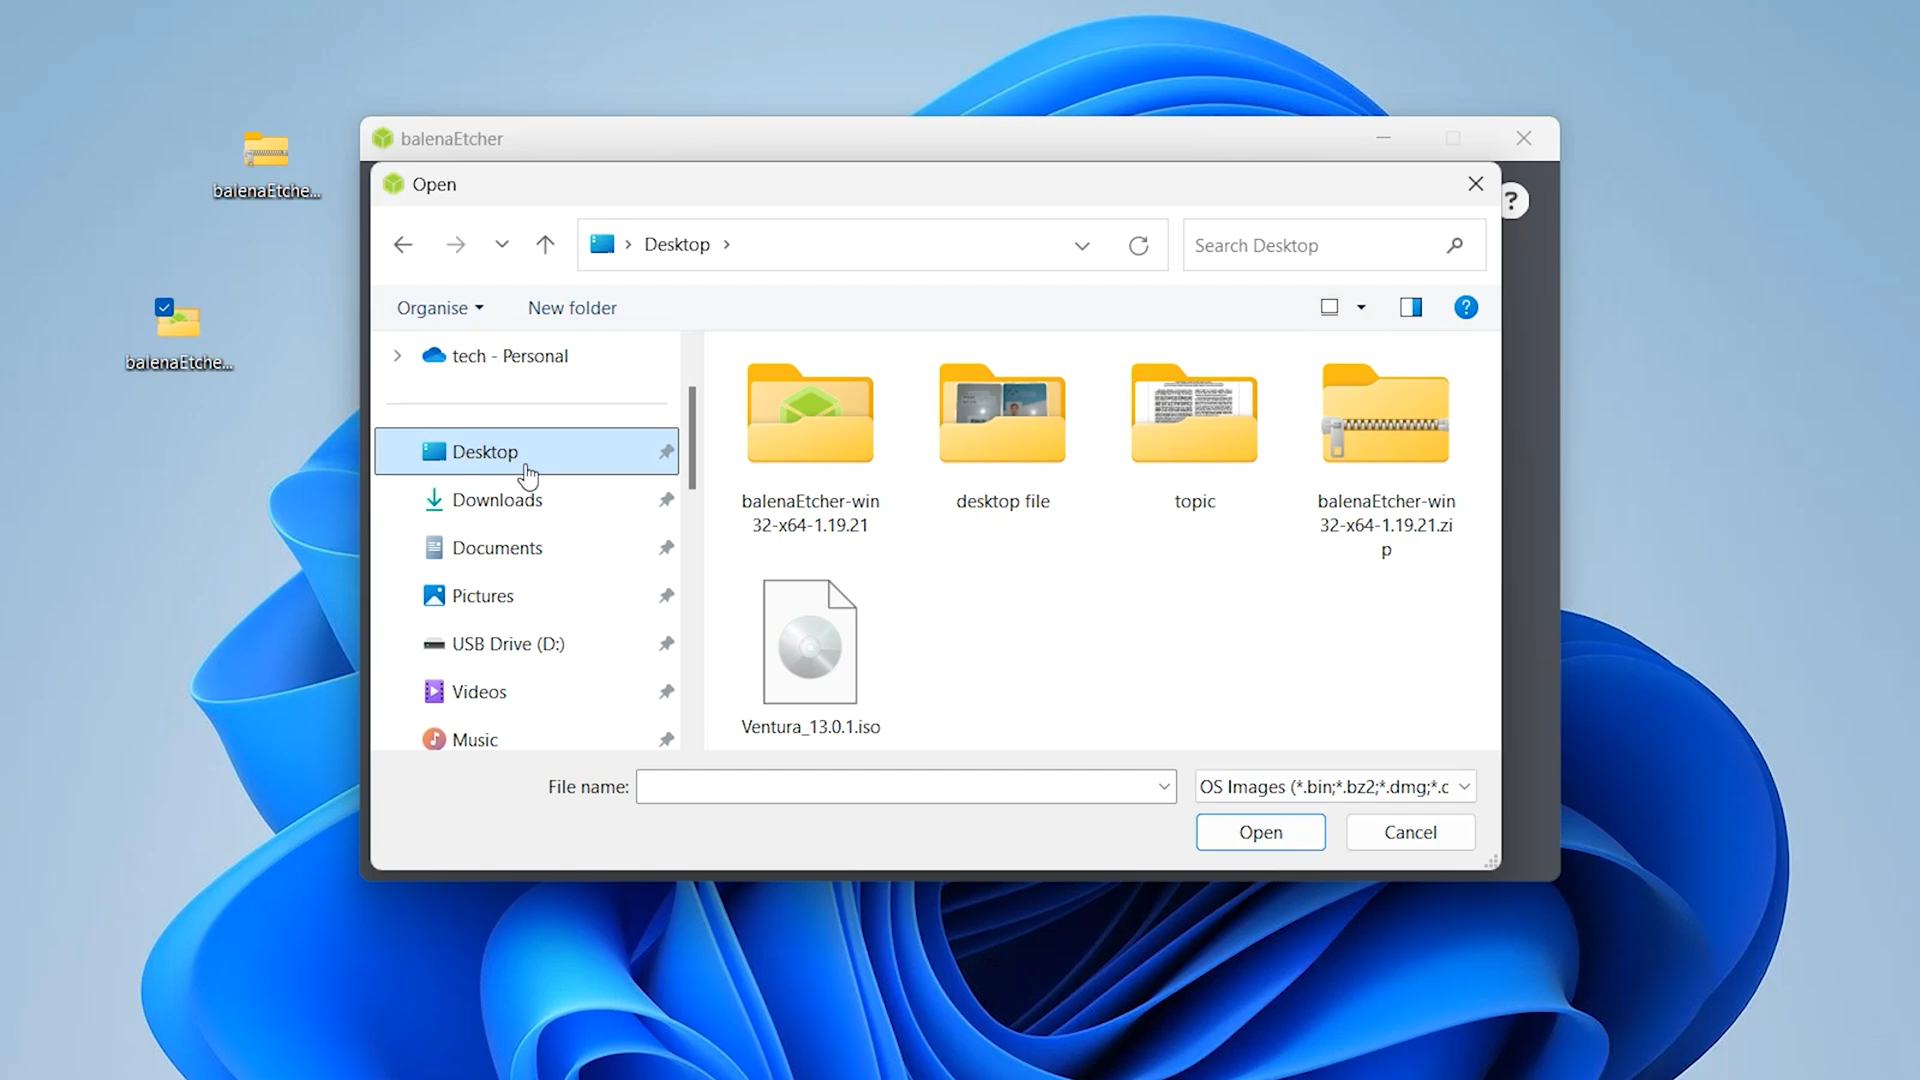 balenaEtche...
balenaEtche...
balenaEtcher
Open
?
Desktop
Search Desktop
Organise
New folder
?
tech - Personal
Desktop
Downloads
Documents
Pictures
USB Drive (D:)
Videos
Music
balenaEtcher-win
32-x64-1.19.21
desktop file
topic
balenaEtcher-win
32-x64-1.19.21.zi
p
Ventura_13.0.1.iso
File name:
OS Images (*.bin;*.bz2;*.dmg;*.c
Open
Cancel